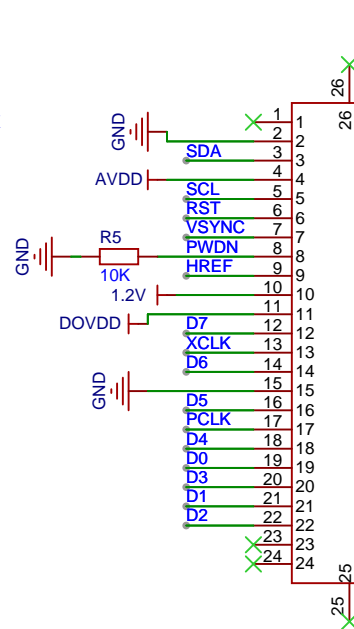 26
26
1 1
GND 2 2
SDA 3 3
AVDD 4 4
SCL 5 5
RST 6 6
VSYNC 7 7
GND R5 10K PWDN 8 8
HREF 9 9
1.2V 10 10
DOVDD 11 11
D7 12 12
XCLK 13 13
D6 14 14
GND 15 15
D5 16 16
PCLK 17 17
D4 18 18
D0 19 19
D3 20 20
D1 21 21
D2 22 22
23 23
24 24
25
25